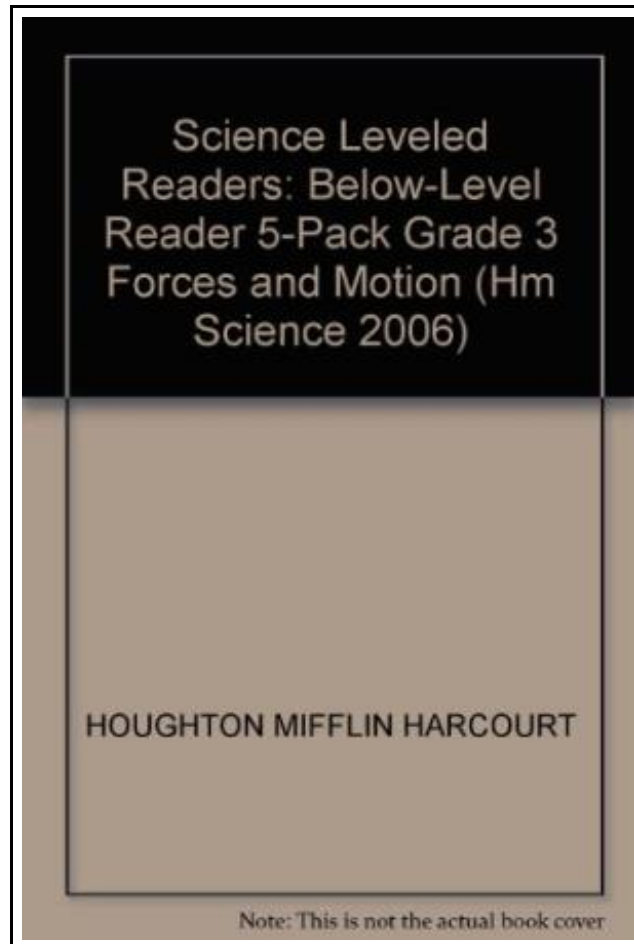 Science Leveled
Readers: Below-Level
Reader 5-Pack Grade 3
Forces and Motion (Hm
Science 2006)
HOUGHTON MIFFLIN HARCOURT
Note: This is not the actual book cover